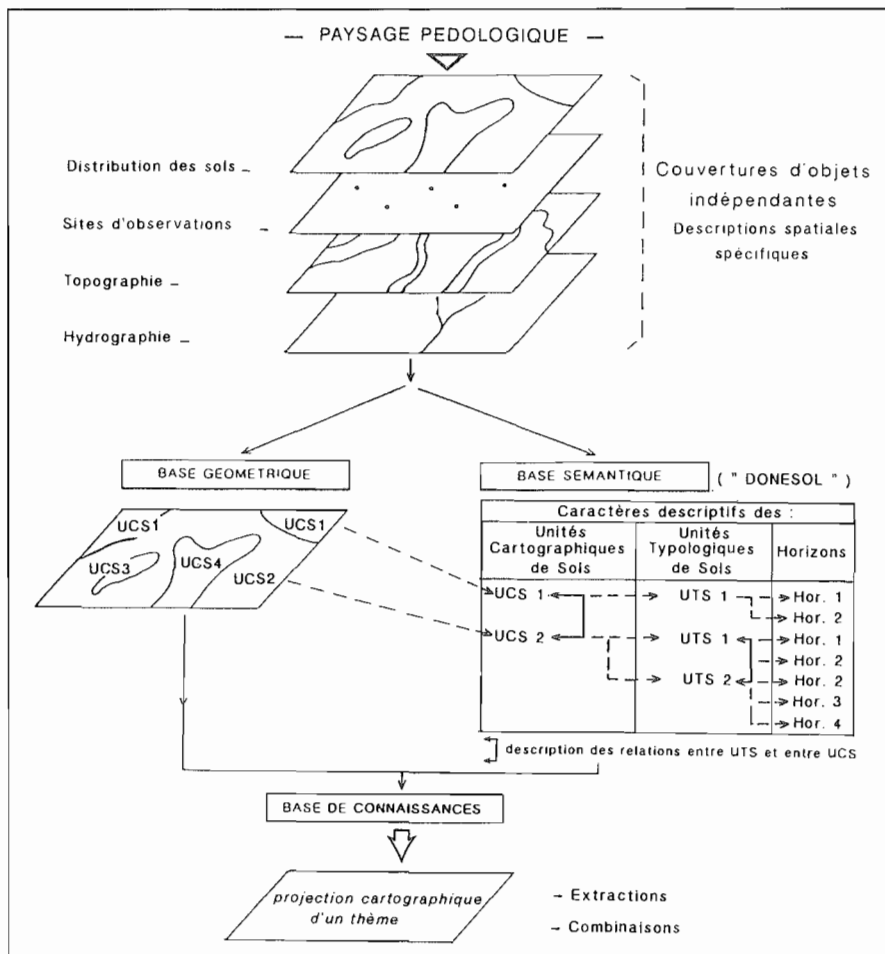 — PAYSAGE PEDOLOGIQUE —
Distribution des sols _
Sites d'observations _
Topographie _
Hydrographie _
Couvertures d'objets
indépendantes
Descriptions spatiales
spécifiques
BASE GEOMETRIQUE
UCS1
UCS1
UCS3
UCS4
UCS2
BASE SEMANTIQUE
( " DONESOL " )
Caractères descriptifs des :
Unités
Cartographiques
de Sols
Unités
Typologiques
de Sols
Horizons
UCS 1
UTS 1
Hor. 1
Hor. 2
UCS 2
UTS 1
Hor. 1
Hor. 2
UTS 2
Hor. 2
Hor. 3
Hor. 4
description des relations entre UTS et entre UCS
BASE DE CONNAISSANCES
projection cartographique
d'un thème
- Extractions
- Combinaisons